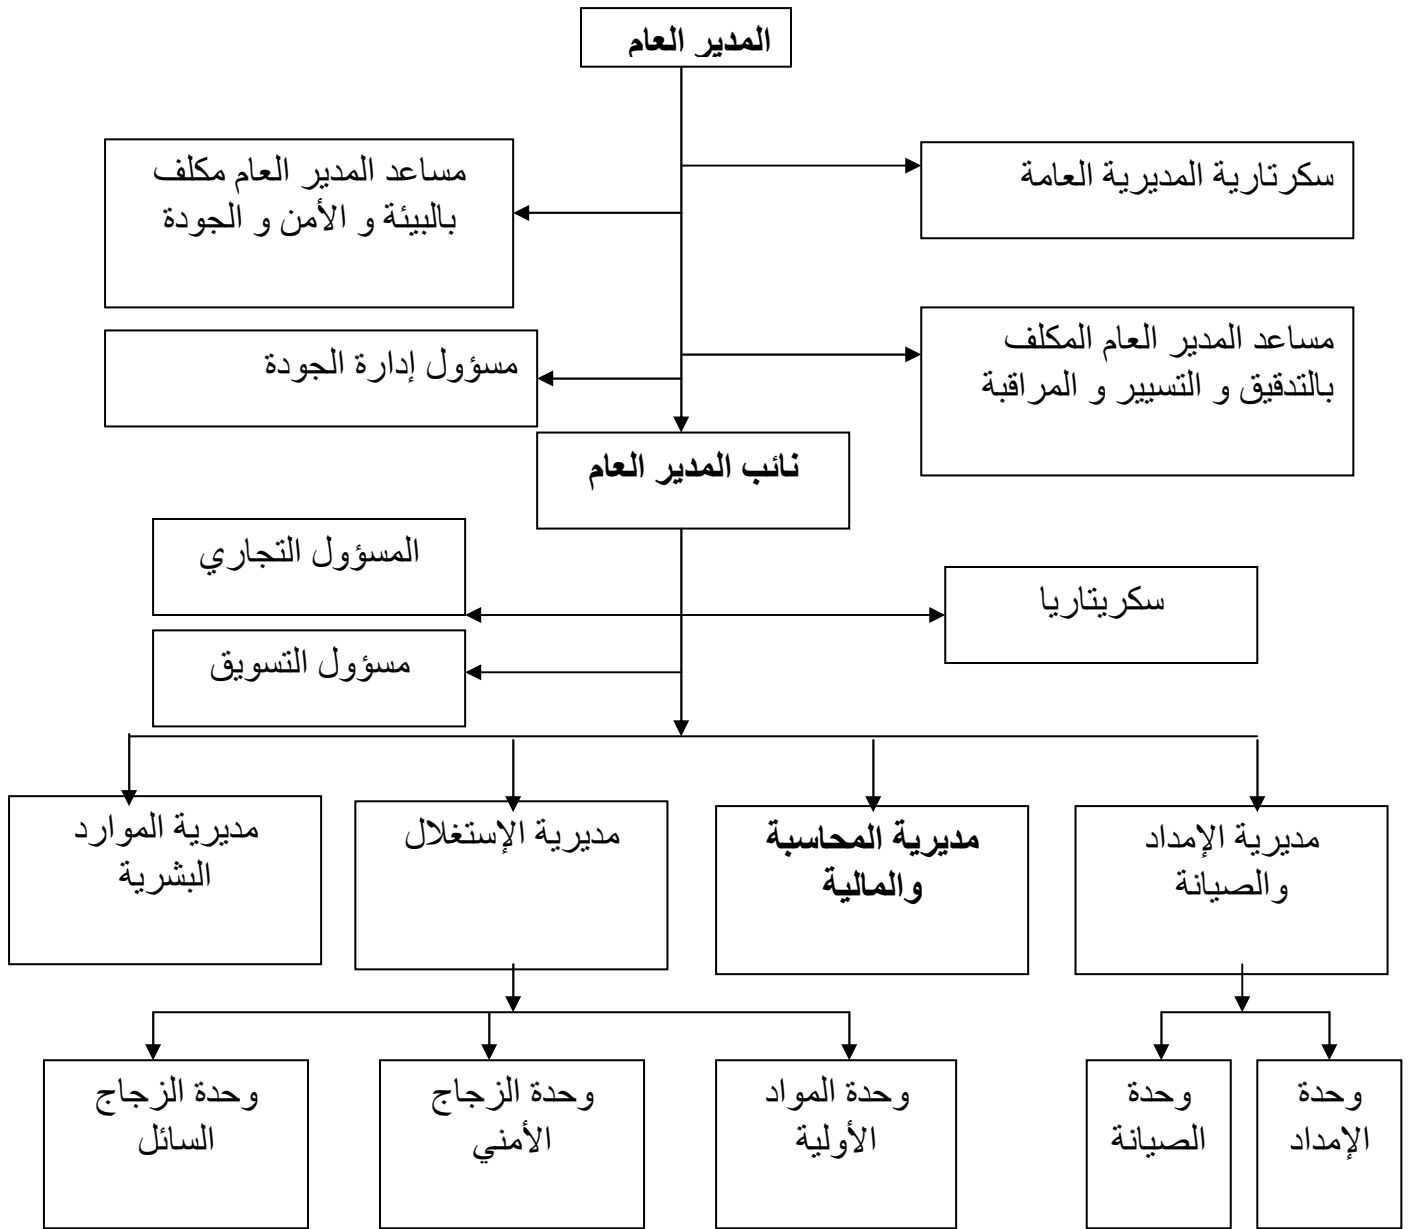 المدير العام
سكرتارية المديرية العامة
مساعد المدير العام مكلف
بالبيئة و الأمن و الجودة
مساعد المدير العام المكلف
بالتدقيق و التسيير و المراقبة
مسؤول إدارة الجودة
نائب المدير العام
المسؤول التجاري
سكريتاريا
مسؤول التسويق
مديرية الإمداد
والصيانة
مديرية المحاسبة
والمالية
مديرية الإستغلال
مديرية الموارد
البشرية
وحدة
الإمداد
وحدة
الصيانة
وحدة المواد
الأولية
وحدة الزجاج
الأمني
وحدة الزجاج
السائل